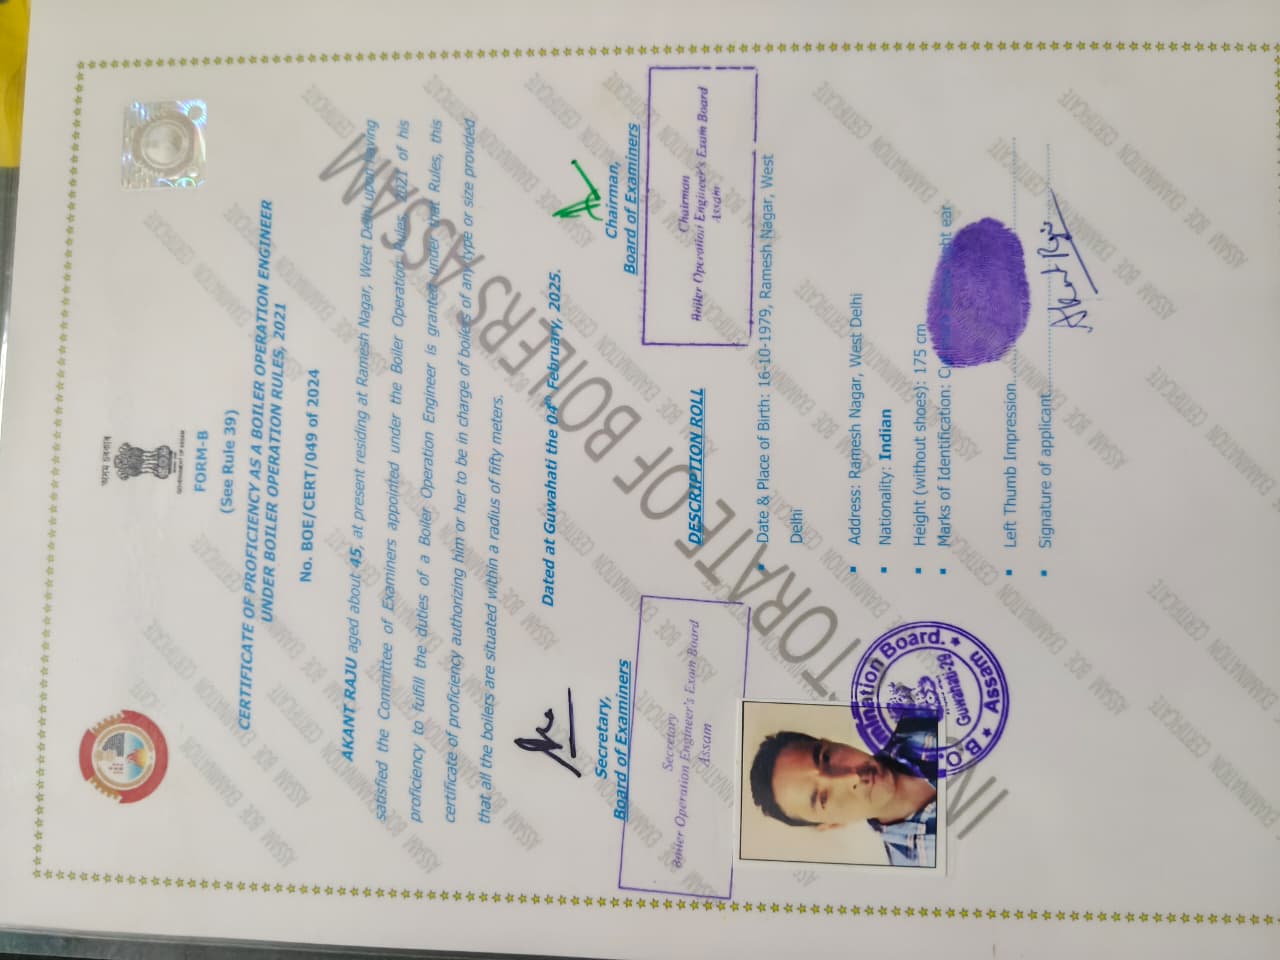 অসম চৰকাৰ
GOVERNMENT OF ASSAM
FORM-B
(See Rule 39)
CERTIFICATE OF PROFICIENCY AS A BOILER OPERATION ENGINEER
UNDER BOILER OPERATION RULES, 2021
No. BOE/CERT/049 of 2024
AKANT RAJU aged about 45, at present residing at Ramesh Nagar, West Delhi upon having
satisfied the Committee of Examiners appointed under the Boiler Operation Rules, 2021 of his
proficiency to fulfill the duties of a Boiler Operation Engineer is granted under that Rules, this
certificate of proficiency authorizing him or her to be in charge of boilers of any type or size provided
that all the boilers are situated within a radius of fifty meters.
Dated at Guwahati the 04th February, 2025.
Secretary,
Board of Examiners
Chairman,
Board of Examiners
Secretary
Boiler Operation Engineer's Exam Board
Assam
Chairman
Boiler Operation Engineer's Exam Board
Assam
DESCRIPTION ROLL
Date & Place of Birth: 16-10-1979, Ramesh Nagar, West
Delhi
Address: Ramesh Nagar, West Delhi
Nationality: Indian
Height (without shoes): 175 cm
Marks of Identification: ear
Left Thumb Impression
Signature of applicant
Akant Raju
B.O. mination Board.
Guwahati-29
Assam
INSPECTORATE OF BOILERS ASSAM
ASSAM BOE EXAMINATION CERTIFICATE